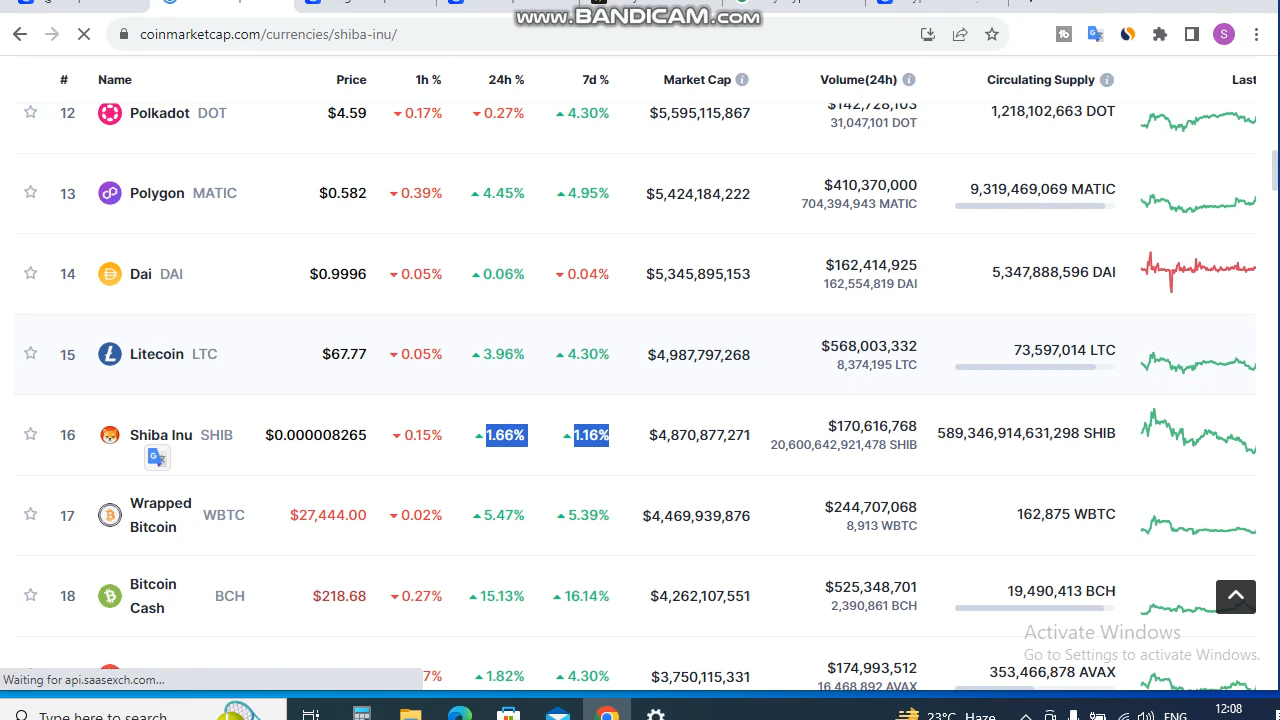 www.BANDICAM.com
coinmarketcap.com/currencies/shiba-inu/
S
# Name Price 1h % 24h % 7d % Market Cap Volume(24h) Circulating Supply Last
12 Polkadot DOT $4.59 0.17% 0.27% 4.30% $5,595,115,867 $142,728,103 1,218,102,663 DOT
31,047,101 DOT
13 Polygon MATIC $0.582 0.39% 4.45% 4.95% $5,424,184,222 $410,370,000 9,319,469,069 MATIC
704,394,943 MATIC
14 Dai DAI $0.9996 0.05% 0.06% 0.04% $5,345,895,153 $162,414,925 5,347,888,596 DAI
162,554,819 DAI
15 Litecoin LTC $67.77 0.05% 3.96% 4.30% $4,987,797,268 $568,003,332 73,597,014 LTC
8,374,195 LTC
16 Shiba Inu SHIB $0.000008265 0.15% 1.66% 1.16% $4,870,877,271 $170,616,768 589,346,914,631,298 SHIB
20,600,642,921,478 SHIB
17 Wrapped Bitcoin WBTC $27,444.00 0.02% 5.47% 5.39% $4,469,939,876 $244,707,068 162,875 WBTC
8,913 WBTC
18 Bitcoin Cash BCH $218.68 0.27% 15.13% 16.14% $4,262,107,551 $525,348,701 19,490,413 BCH
2,390,861 BCH
Activate Windows
Go to Settings to activate Windows.
7% 1.82% 4.30% $3,750,115,331 $174,993,512 353,466,878 AVAX
16,468,892 AVAX
Waiting for api.saasexch.com...
Type here to search 23°C Haze ENG 12:08